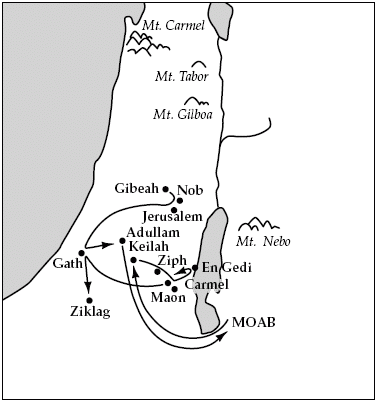 Mt. Carmel
Mt. Tabor
Mt. Gilboa
Gibeah
Nob
Jerusalem
Adullam
Mt. Nebo
Keilah
Ziph
Gath
En Gedi
Carmel
Maon
Ziklag
MOAB